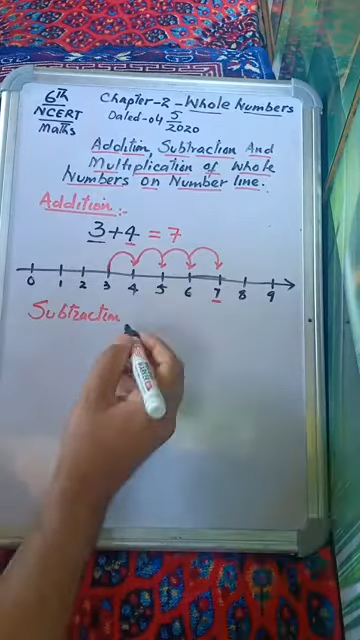 6th
NCERT
Maths
Chapter-2 - Whole Numbers
Dated-04 5/2020
Addition, Subtraction And
Multiplication of Whole
Numbers on Number line.
Addition:-
3+4 = 7
0 1 2 3 4 5 6 7 8 9
Subtraction